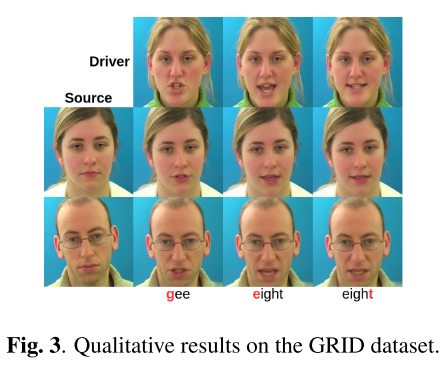 Driver
Source
gee eight eight
Fig. 3. Qualitative results on the GRID dataset.